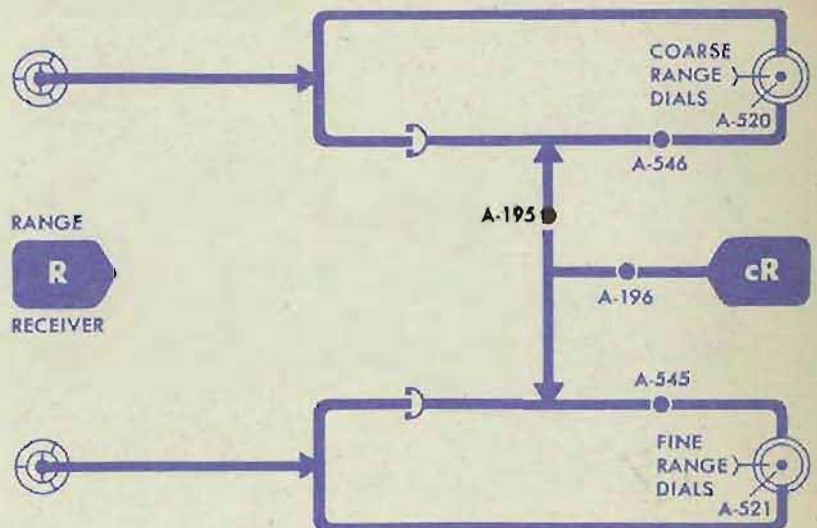 COARSE
RANGE
DIALS
A-520
A-546
A-195
RANGE
R
RECEIVER
cR
A-196
A-545
FINE
RANGE
DIALS
A-521